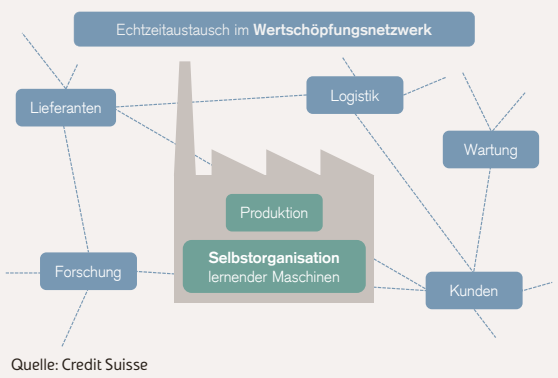 Echtzeitaustausch im Wertschöpfungsnetzwerk
Lieferanten
Logistik
Wartung
Produktion
Selbstorganisation
lernender Maschinen
Forschung
Kunden
Quelle: Credit Suisse